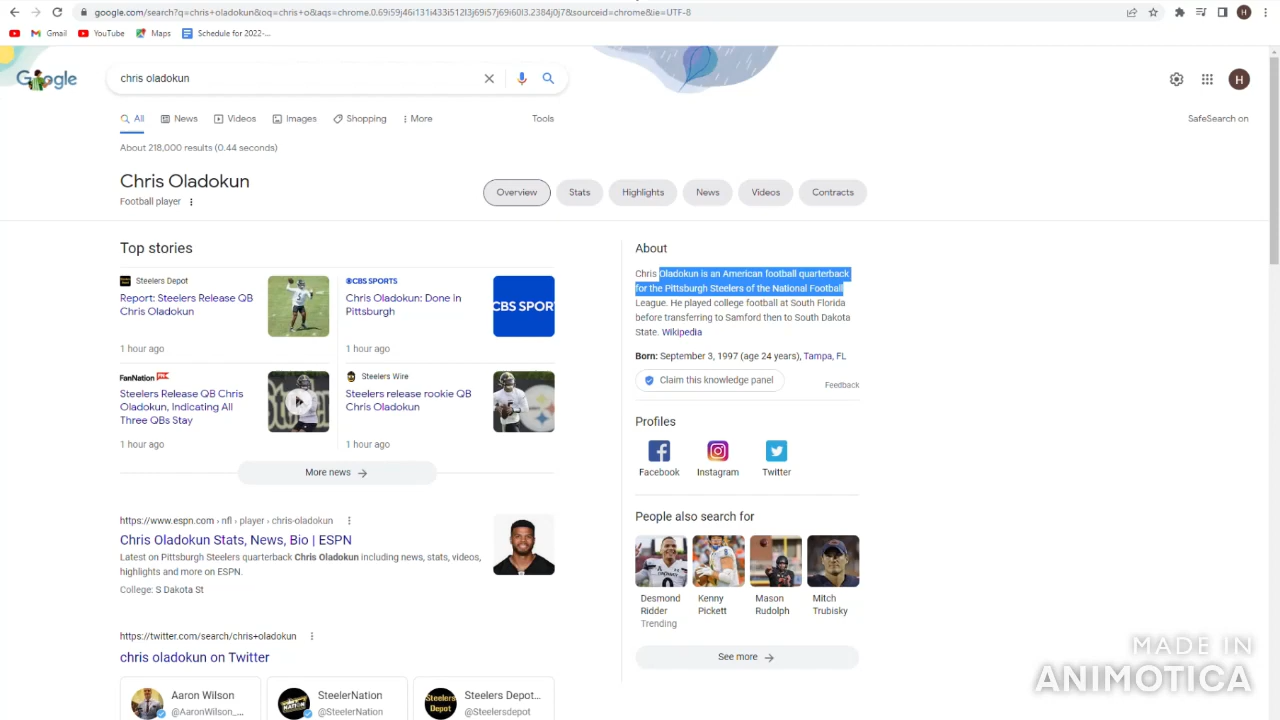 google.com/search?q=chris+oladokun&oq=chris+o&aqs=chrome.0.69i59j46i131i433i512l3j69i57j69i60l3.2384j0j7&sourceid=chrome&ie=UTF-8
H
Gmail
YouTube
Maps
Schedule for 2022-...
Google
chris oladokun
H
All
News
Videos
Images
Shopping
More
Tools
SafeSearch on
About 218,000 results (0.44 seconds)
Chris Oladokun
Football player
Overview
Stats
Highlights
News
Videos
Contracts
Top stories
Steelers Depot
Report: Steelers Release QB
Chris Oladokun
1 hour ago
CBS SPORTS
Chris Oladokun: Done In
Pittsburgh
CBS SPOR
1 hour ago
FanNation
Steelers Release QB Chris
Oladokun, Indicating All
Three QBs Stay
1 hour ago
Steelers Wire
Steelers release rookie QB
Chris Oladokun
1 hour ago
More news
https://www.espn.com › nfl › player › chris-oladokun
Chris Oladokun Stats, News, Bio | ESPN
Latest on Pittsburgh Steelers quarterback Chris Oladokun including news, stats, videos,
highlights and more on ESPN.
College: S Dakota St
https://twitter.com/search/chris+oladokun
chris oladokun on Twitter
Aaron Wilson
@AaronWilson_...
SteelerNation
@SteelerNation
Steelers
Depot
Steelers Depot...
@Steelersdepot
About
Chris Oladokun is an American football quarterback
for the Pittsburgh Steelers of the National Football
League. He played college football at South Florida
before transferring to Samford then to South Dakota
State. Wikipedia
Born: September 3, 1997 (age 24 years), Tampa, FL
Claim this knowledge panel
Feedback
Profiles
Facebook
Instagram
Twitter
People also search for
Desmond
Ridder
Trending
Kenny
Pickett
Mason
Rudolph
Mitch
Trubisky
See more
MADE IN
ANIMOTICA